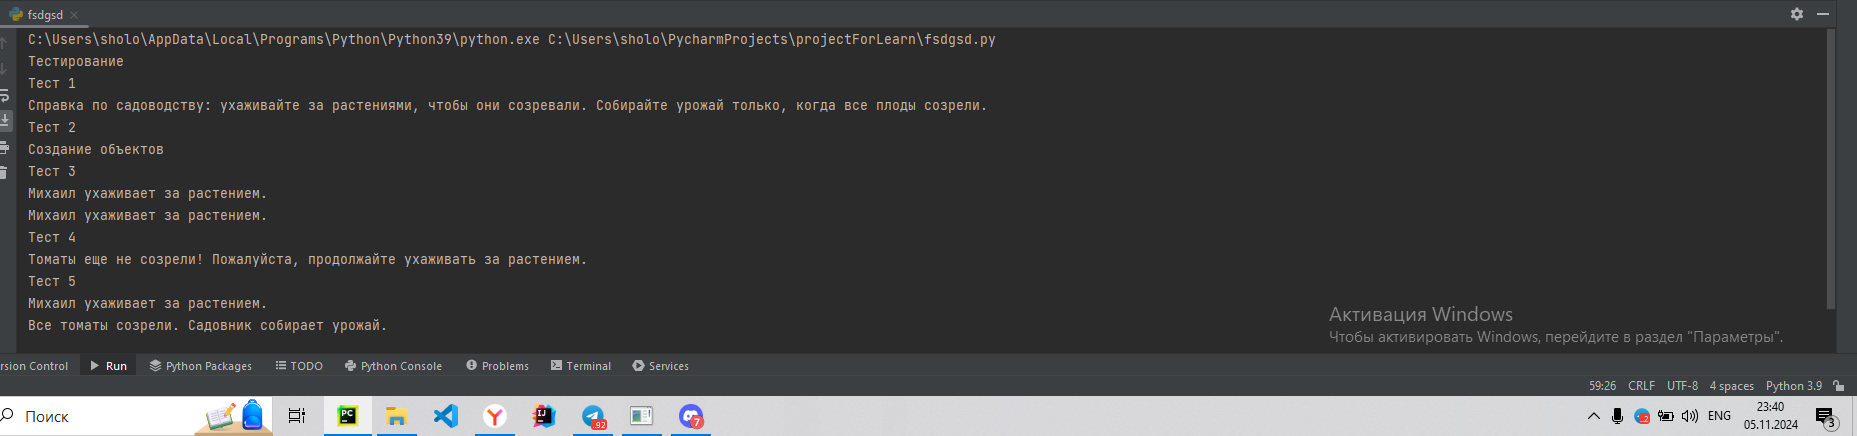 fsdgsd
C:\Users\sholo\AppData\Local\Programs\Python\Python39\python.exe C:\Users\sholo\PycharmProjects\projectForLearn\fsdgsd.py
Тестирование
Тест 1
Справка по садоводству: ухаживайте за растениями, чтобы они созревали. Собирайте урожай только, когда все плоды созрели.
Тест 2
Создание объектов
Тест 3
Михаил ухаживает за растением.
Михаил ухаживает за растением.
Тест 4
Томаты еще не созрели! Пожалуйста, продолжайте ухаживать за растением.
Тест 5
Михаил ухаживает за растением.
Все томаты созрели. Садовник собирает урожай.
Активация Windows
Чтобы активировать Windows, перейдите в раздел "Параметры".
rsion Control Run Python Packages TODO Python Console Problems Terminal Services
59:26 CRLF UTF-8 4 spaces Python 3.9
Поиск
PC
Y
IJ
92
7
2
ENG
23:40
05.11.2024
3